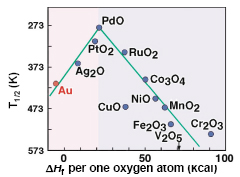 PdO
273
PtO2
RuO2
373
Ag2O
Co3O4
Au
NiO
MnO2
473
CuO
Fe2O3
Cr2O3
V2O5
573
0
50
100
T1/2 (K)
ΔHf per one oxygen atom (kcal)